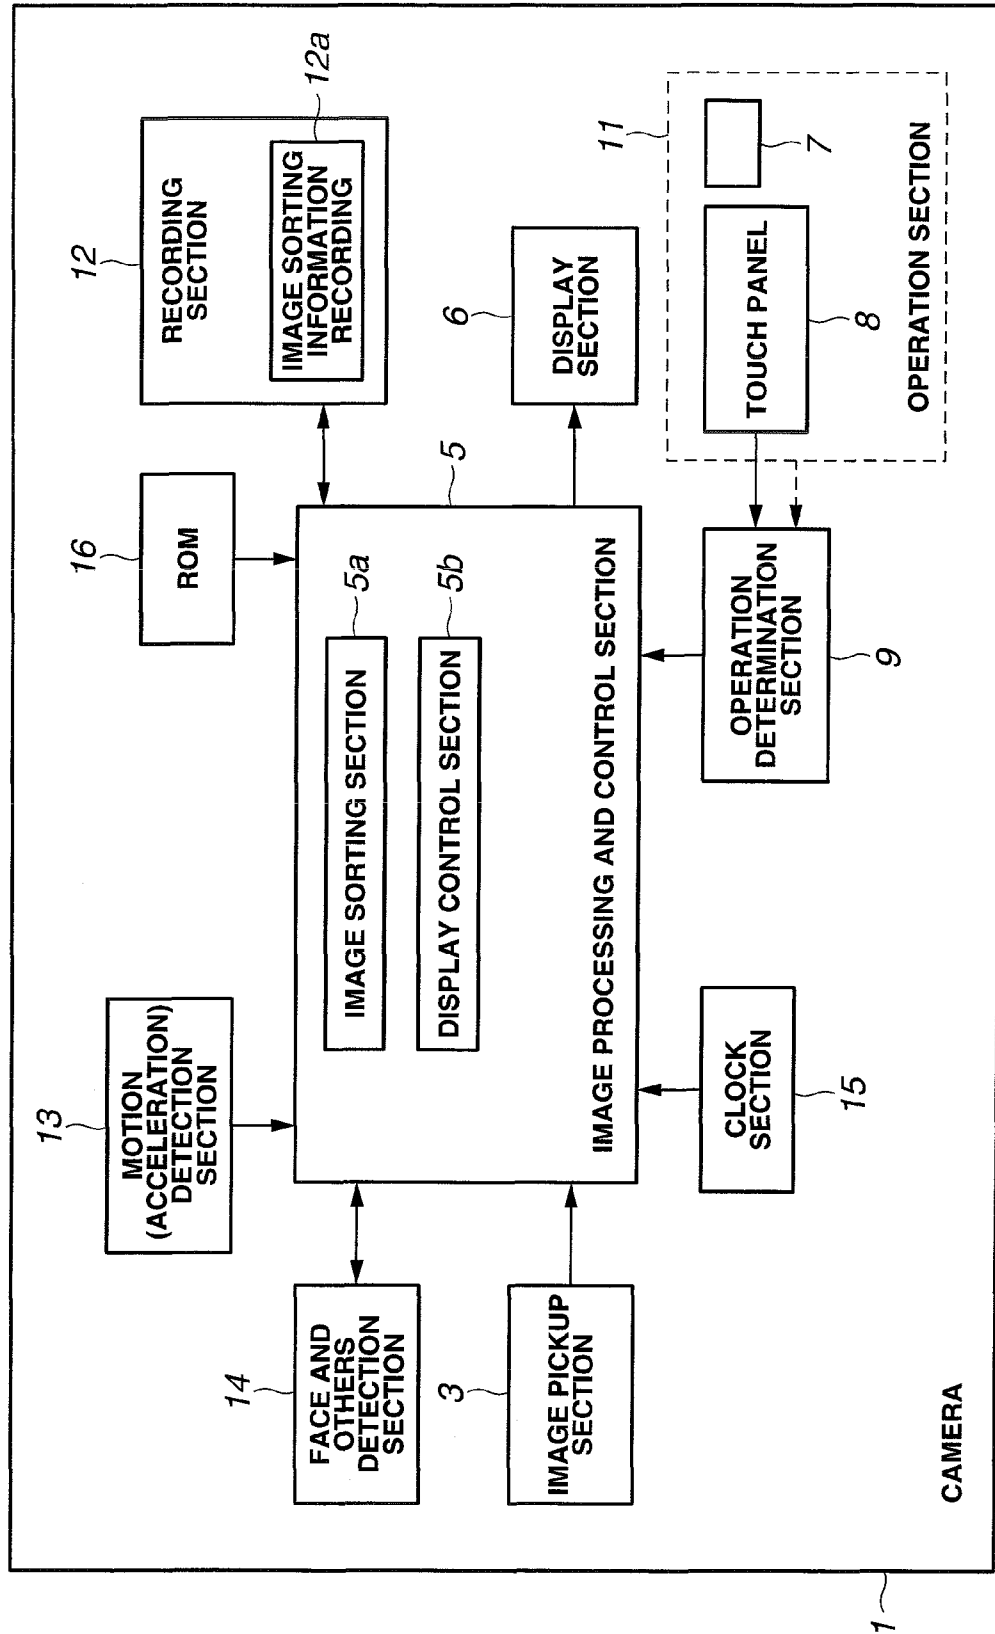 CAMERA
1
13
MOTION
(ACCELERATION)
DETECTION
SECTION
16
ROM
12
RECORDING
SECTION
12a
IMAGE SORTING
INFORMATION
RECORDING
14
FACE AND
OTHERS
DETECTION
SECTION
5
5a
IMAGE SORTING SECTION
5b
DISPLAY CONTROL SECTION
IMAGE PROCESSING AND CONTROL SECTION
3
IMAGE PICKUP
SECTION
6
DISPLAY
SECTION
CLOCK
SECTION
15
OPERATION
DETERMINATION
SECTION
9
11
7
TOUCH PANEL
8
OPERATION SECTION